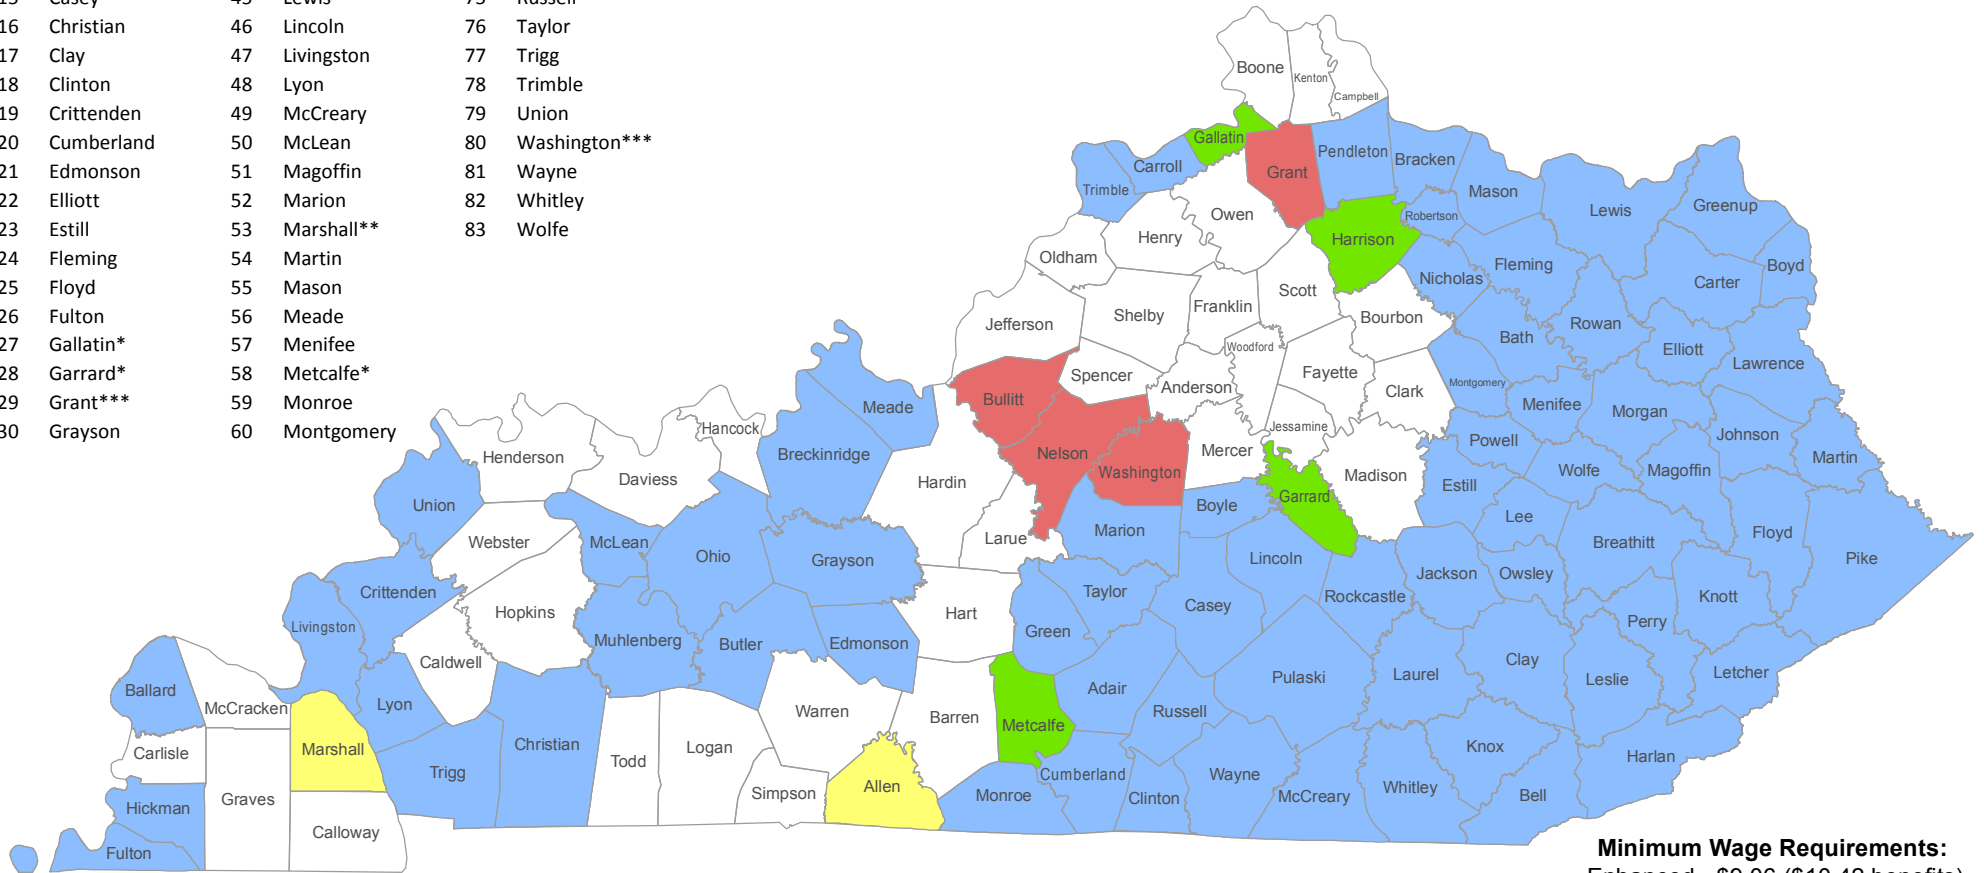 15 Casey 45 Lewis 75 Russell
16 Christian 46 Lincoln 76 Taylor
17 Clay 47 Livingston 77 Trigg
18 Clinton 48 Lyon 78 Trimble
19 Crittenden 49 McCreary 79 Union
20 Cumberland 50 McLean 80 Washington***
21 Edmonson 51 Magoffin 81 Wayne
22 Elliott 52 Marion 82 Whitley
23 Estill 53 Marshall** 83 Wolfe
24 Fleming 54 Martin
25 Floyd 55 Mason
26 Fulton 56 Meade
27 Gallatin* 57 Menifee
28 Garrard* 58 Metcalfe*
29 Grant*** 59 Monroe
30 Grayson 60 Montgomery
Boone
Kenton
Campbell
Gallatin
Carroll
Trimble
Grant
Pendleton
Bracken
Mason
Robertson
Lewis
Greenup
Owen
Henry
Oldham
Harrison
Nicholas
Fleming
Carter
Boyd
Jefferson
Shelby
Franklin
Scott
Bourbon
Bath
Rowan
Elliott
Lawrence
Woodford
Fayette
Clark
Montgomery
Menifee
Morgan
Spencer
Anderson
Bullitt
Meade
Hancock
Breckinridge
Henderson
Daviess
Hardin
Nelson
Washington
Mercer
Jessamine
Garrard
Madison
Powell
Estill
Wolfe
Magoffin
Johnson
Martin
Union
Webster
McLean
Ohio
Grayson
Larue
Marion
Boyle
Lincoln
Lee
Breathitt
Floyd
Pike
Crittenden
Livingston
Hopkins
Muhlenberg
Butler
Edmonson
Hart
Green
Taylor
Casey
Rockcastle
Jackson
Owsley
Perry
Knott
Letcher
Ballard
McCracken
Caldwell
Lyon
Marshall
Carlisle
Graves
Hickman
Fulton
Calloway
Trigg
Christian
Todd
Logan
Warren
Simpson
Allen
Barren
Metcalfe
Adair
Russell
Pulaski
Laurel
Clay
Leslie
Monroe
Cumberland
Clinton
Wayne
McCreary
Whitley
Knox
Bell
Harlan
Minimum Wage Requirements: